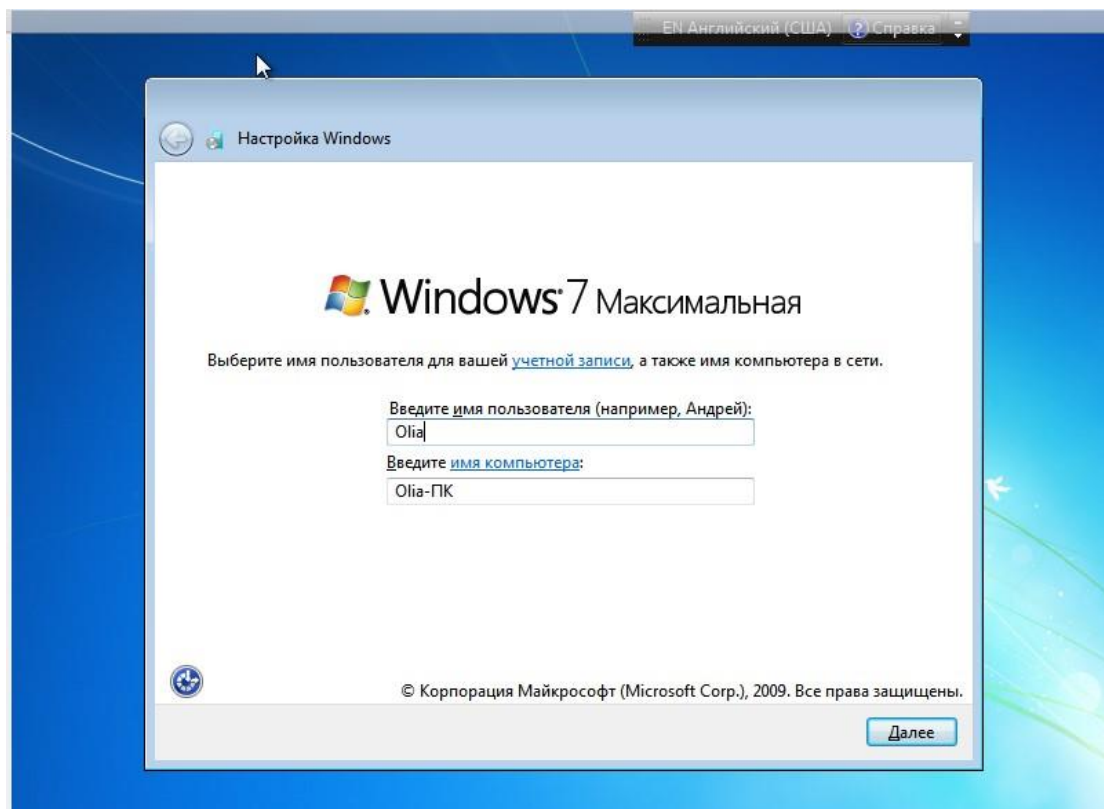 EN Английский (США) Справка
Настройка Windows
Windows 7 Максимальная
Выберите имя пользователя для вашей учетной записи, а также имя компьютера в сети.
Введите имя пользователя (например, Андрей):
Olia
Введите имя компьютера:
Olia-ПК
© Корпорация Майкрософт (Microsoft Corp.), 2009. Все права защищены.
Далее